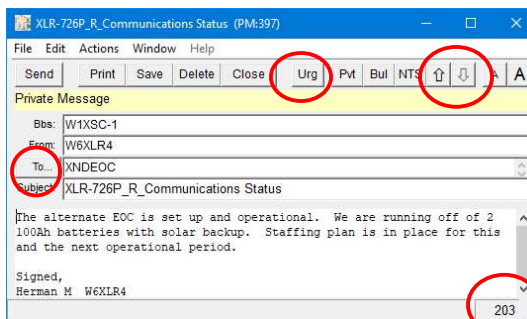 XLR-726P_R_Communications Status (PM:397)
File Edit Actions Window Help
Send Print Save Delete Close Urg Pvt Bul NTS A A
Private Message
Bbs: W1XSC-1
From: W6XLR4
To... XNDEOC
Subject: XLR-726P_R_Communications Status
The alternate EOC is set up and operational. We are running off of 2
100Ah batteries with solar backup. Staffing plan is in place for this
and the next operational period.
Signed,
Herman M W6XLR4
203